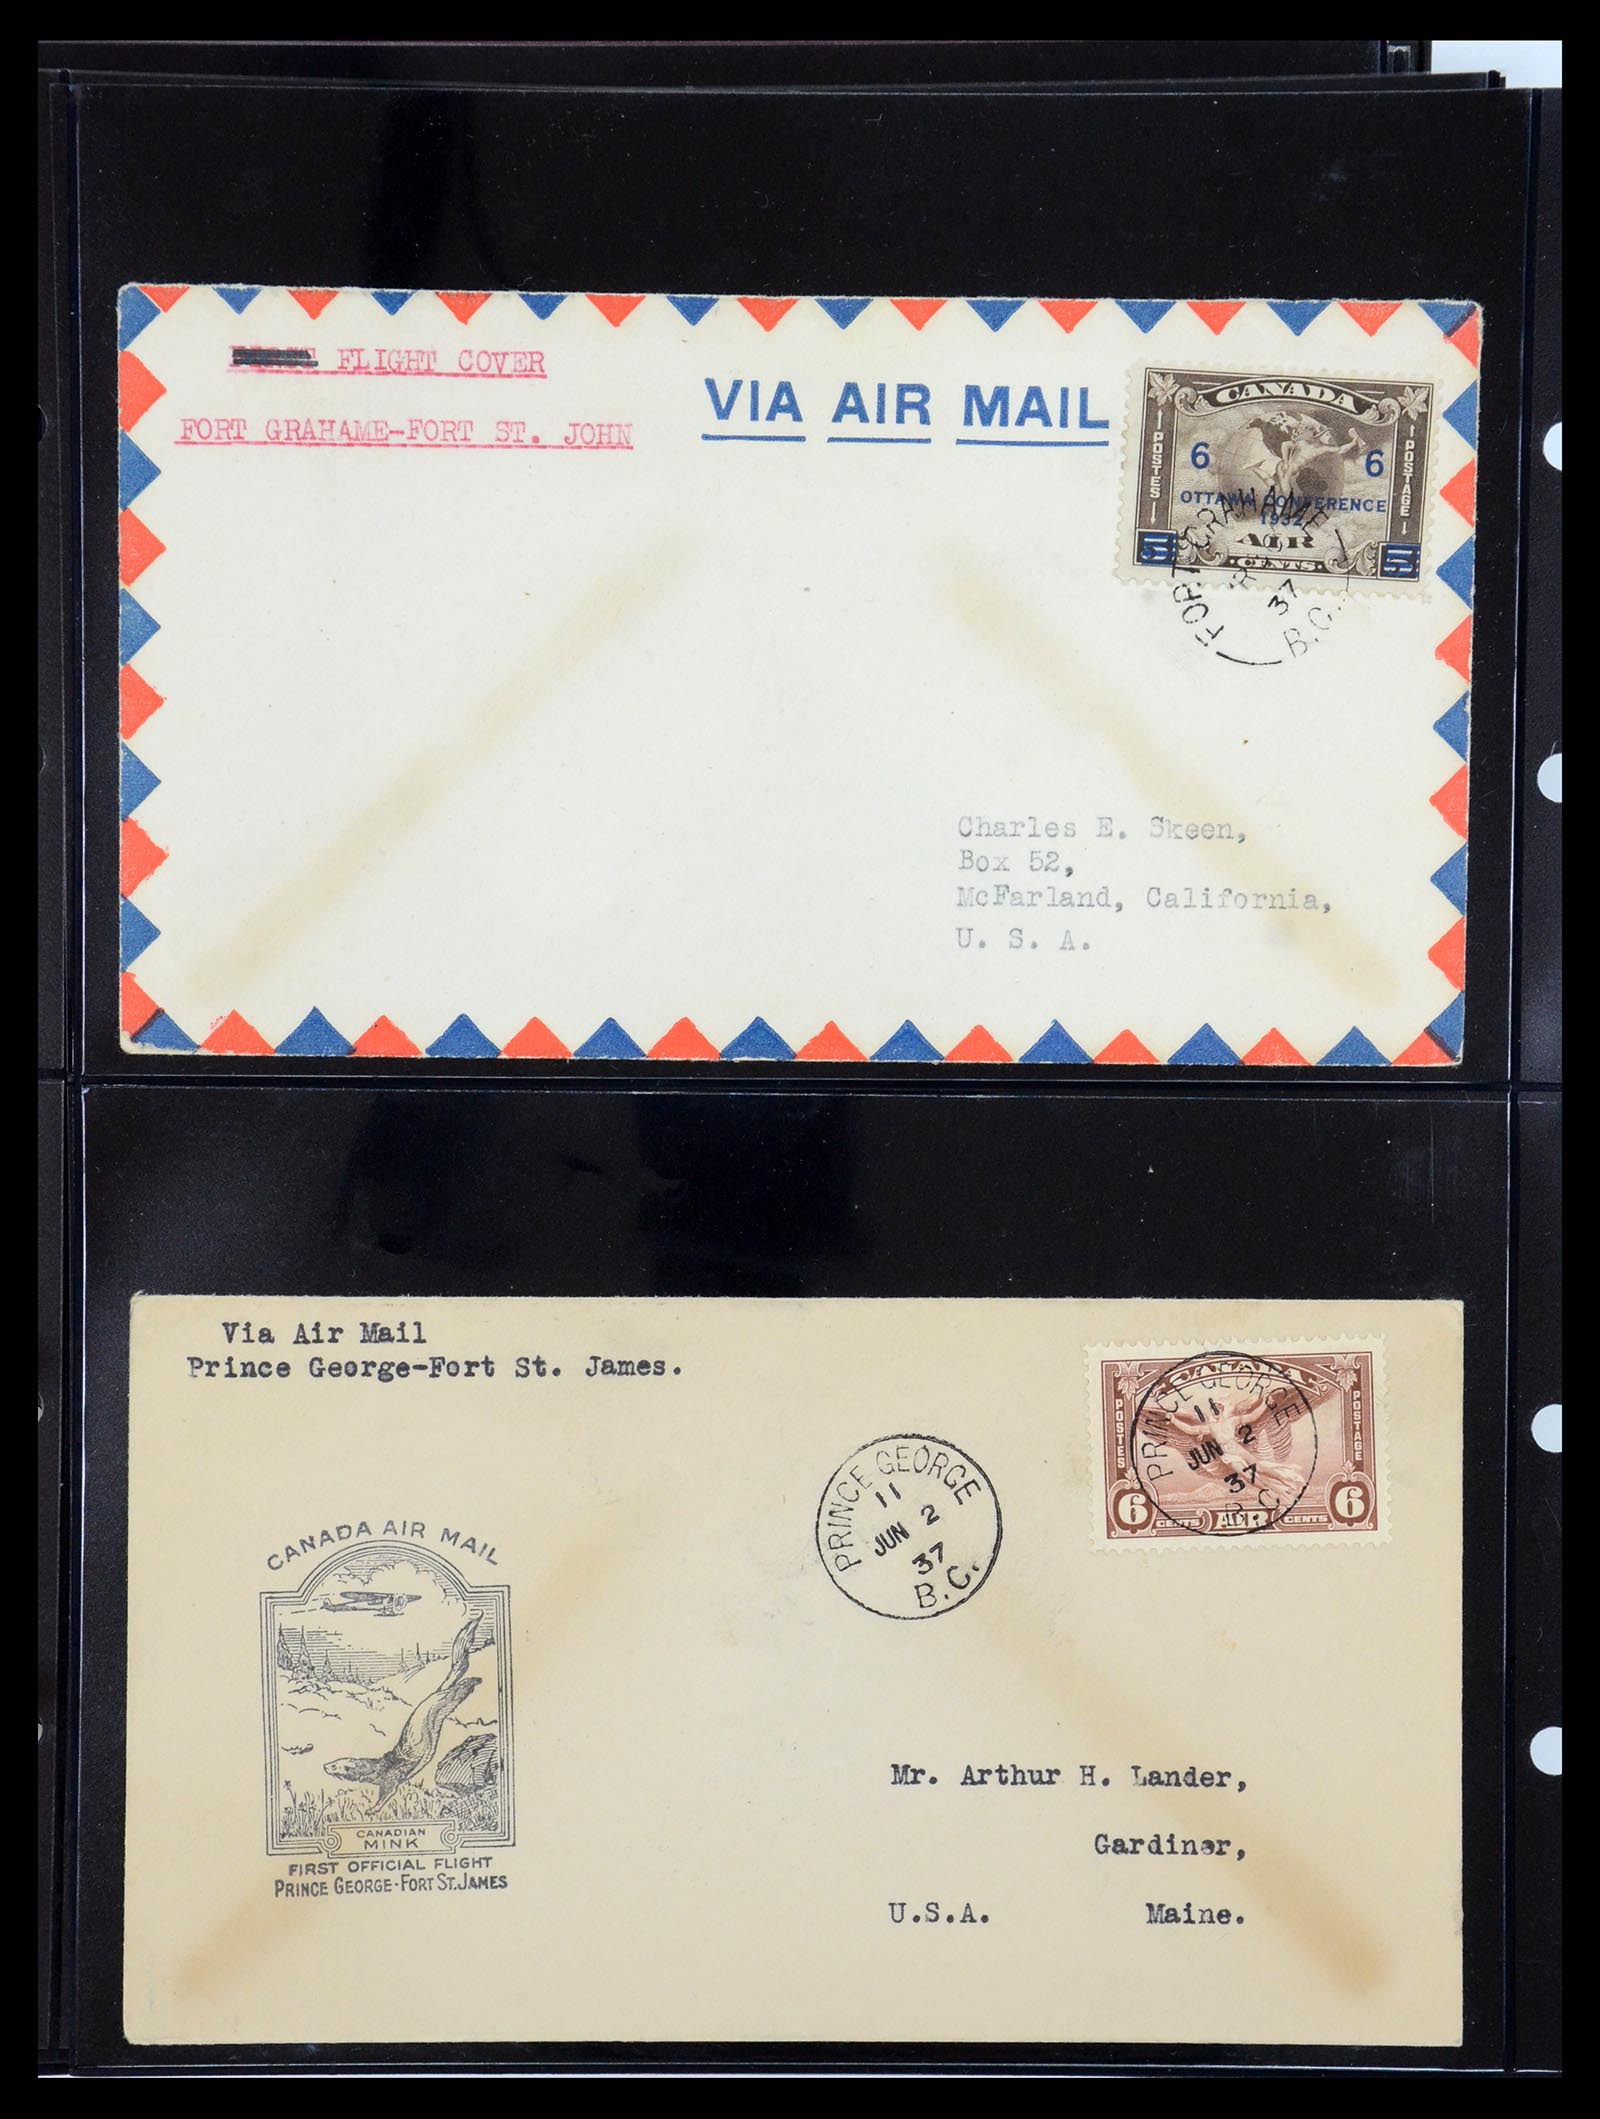 FLIGHT COVER
FORT GRAHAME-FORT ST. JOHN
VIA AIR MAIL
CANADA
POSTES
POSTAGE
6 6
OTTAWA CONFERENCE
1932
AIR
CENTS
FORT GRAHAME
37
B.C.
Charles E. Skeen,
Box 52,
McFarland, California,
U. S. A.
Via Air Mail
Prince George-Fort St. James.
CANADA
POSTES
POSTAGE
6 CENTS AIR CENTS 6
PRINCE GEORGE
11
JUN 2
37
B.C.
PRINCE GEORGE
11
JUN 2
37
B.C.
CANADA AIR MAIL
CANADIAN
MINK
FIRST OFFICIAL FLIGHT
PRINCE GEORGE-FORT ST. JAMES
Mr. Arthur H. Lander,
Gardiner,
U.S.A. Maine.